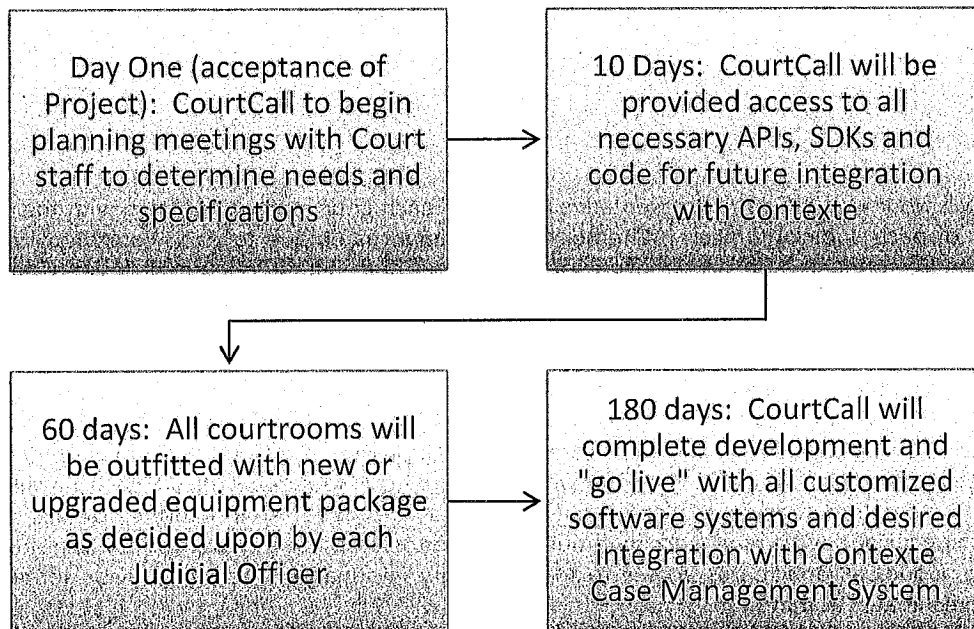 Day One (acceptance of
Project): CourtCall to begin
planning meetings with Court
staff to determine needs and
specifications
10 Days: CourtCall will be
provided access to all
necessary APIs, SDKs and
code for future integration
with Contexte
60 days: All courtrooms will
be outfitted with new or
upgraded equipment package
as decided upon by each
Judicial Officer
180 days: CourtCall will
complete development and
"go live" with all customized
software systems and desired
integration with Contexte
Case Management System